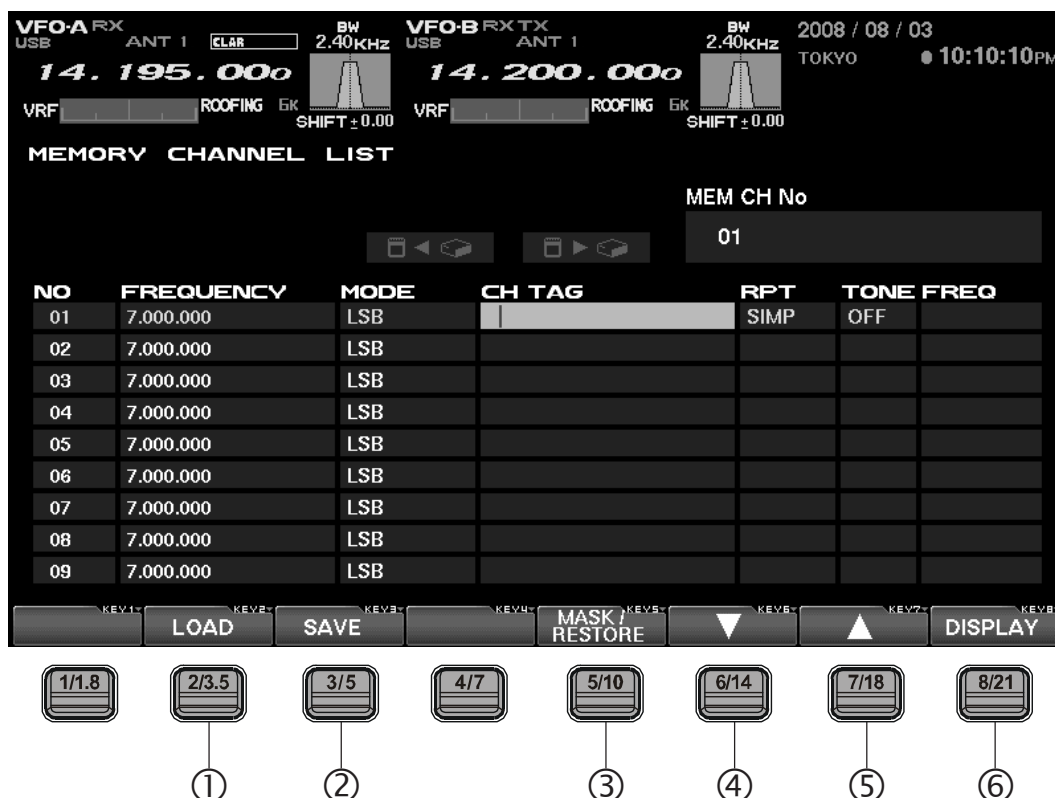 VFO-A RX BW VFO-B RX TX BW 2008 / 08 / 03
USB ANT 1 CLAR 2.40KHz USB ANT 1 2.40KHz TOKYO 10:10:10PM
14. 195. 000 14. 200. 000
VRF ROOFING 6K SHIFT±0.00 VRF ROOFING 6K SHIFT±0.00
MEMORY CHANNEL LIST
MEM CH No
01
NO FREQUENCY MODE CH TAG RPT TONE FREQ
01 7.000.000 LSB SIMP OFF
02 7.000.000 LSB
03 7.000.000 LSB
04 7.000.000 LSB
05 7.000.000 LSB
06 7.000.000 LSB
07 7.000.000 LSB
08 7.000.000 LSB
09 7.000.000 LSB
KEY1 KEY2 KEY3 KEY4 KEY5 KEY6 KEY7 KEY8
LOAD SAVE MASK / RESTORE ▼ ▲ DISPLAY
1/1.8 2/3.5 3/5 4/7 5/10 6/14 7/18 8/21
① ② ③ ④ ⑤ ⑥